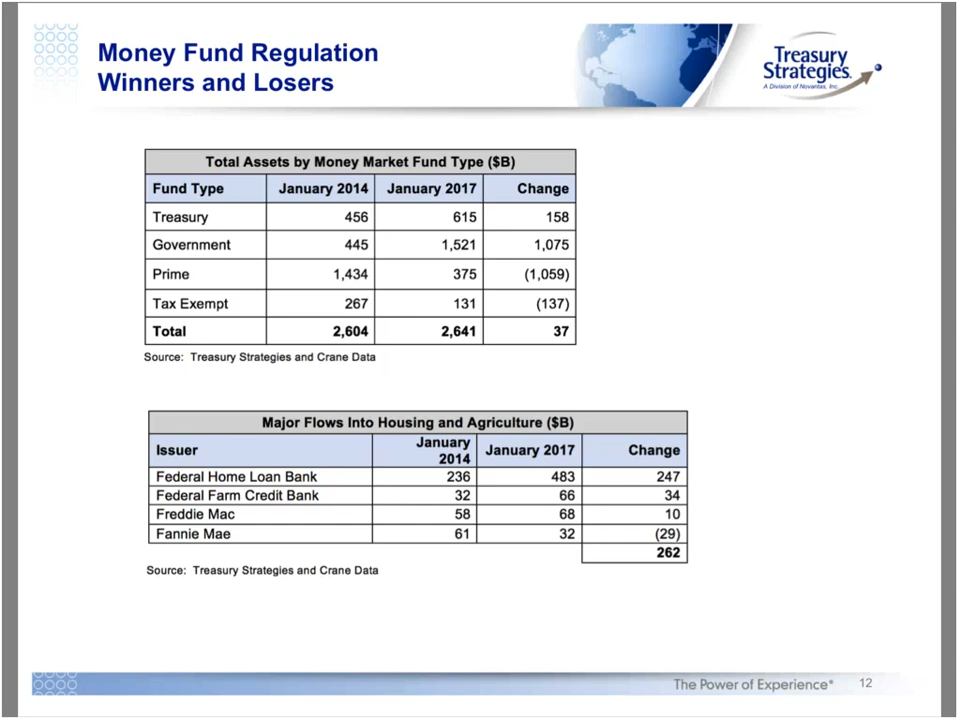 Money Fund Regulation
Winners and Losers
Treasury
Strategies.
A Division of Novantas, Inc.
Total Assets by Money Market Fund Type ($B)
Fund Type January 2014 January 2017 Change
Treasury 456 615 158
Government 445 1,521 1,075
Prime 1,434 375 (1,059)
Tax Exempt 267 131 (137)
Total 2,604 2,641 37
Source: Treasury Strategies and Crane Data
Major Flows Into Housing and Agriculture ($B)
Issuer January 2014 January 2017 Change
Federal Home Loan Bank 236 483 247
Federal Farm Credit Bank 32 66 34
Freddie Mac 58 68 10
Fannie Mae 61 32 (29)
262
Source: Treasury Strategies and Crane Data
The Power of Experience® 12